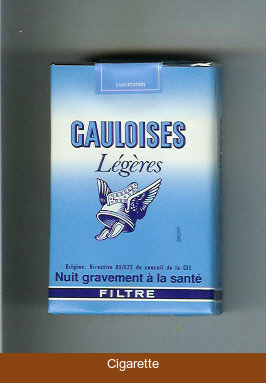 EXPORTATION
GAULOISES
Légères
Origine: Directive 89/622 du conseil de la CEE
Nuit gravement à la santé
FILTRE
Cigarette